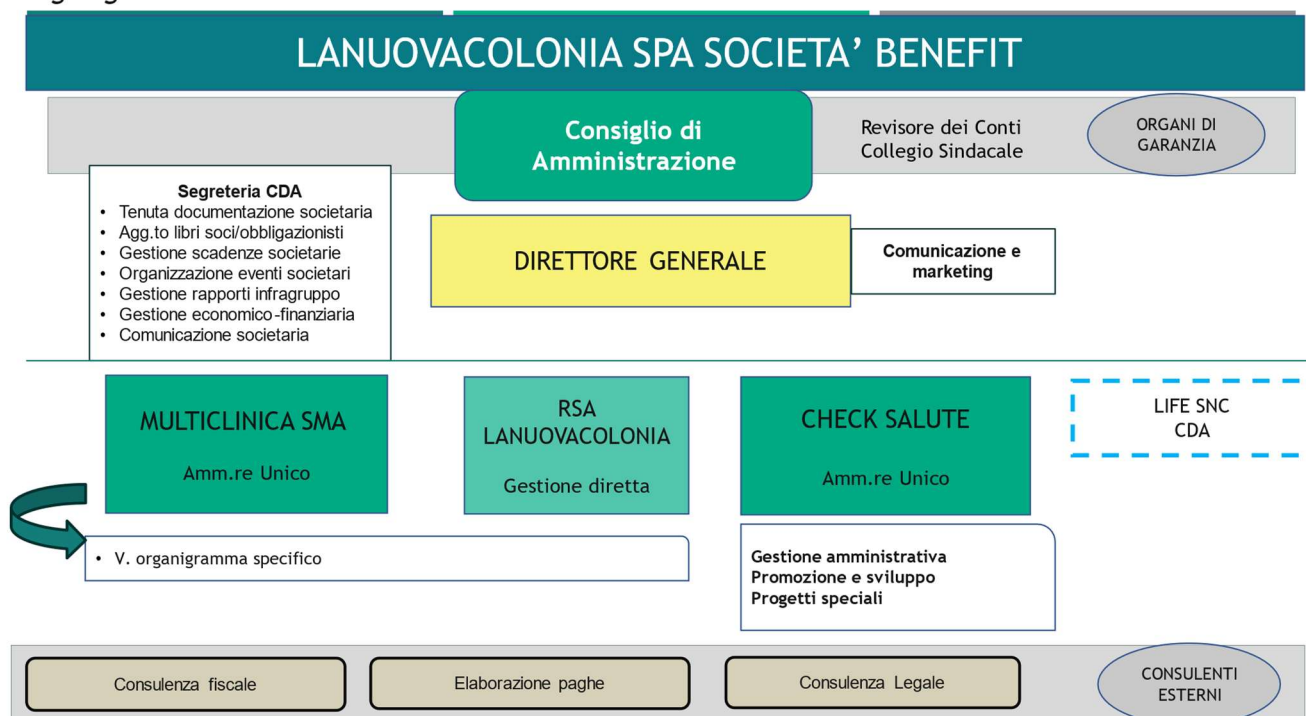 LANUOVACOLONIA SPA SOCIETA’ BENEFIT
Consiglio di
Amministrazione
Revisore dei Conti
Collegio Sindacale
ORGANI DI
GARANZIA
Segreteria CDA
• Tenuta documentazione societaria
• Agg.to libri soci/obbligazionisti
• Gestione scadenze societarie
• Organizzazione eventi societari
• Gestione rapporti infragruppo
• Gestione economico-finanziaria
• Comunicazione societaria
DIRETTORE GENERALE
Comunicazione e
marketing
MULTICLINICA SMA
Amm.re Unico
RSA
LANUOVACOLONIA
Gestione diretta
CHECK SALUTE
Amm.re Unico
LIFE SNC
CDA
• V. organigramma specifico
Gestione amministrativa
Promozione e sviluppo
Progetti speciali
Consulenza fiscale
Elaborazione paghe
Consulenza Legale
CONSULENTI
ESTERNI